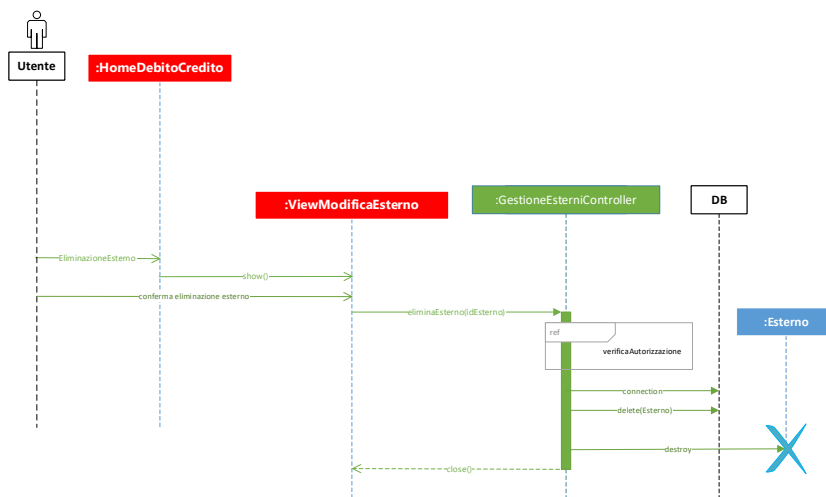 Utente
:HomeDebitoCredito
:ViewModificaEsterno
:GestioneEsterniController
DB
EliminazioneEsterno
show()
conferma eliminazione esterno
eliminaEsterno(idEsterno)
:Esterno
ref
verificaAutorizzazione
connection
delete(Esterno)
destroy
close()